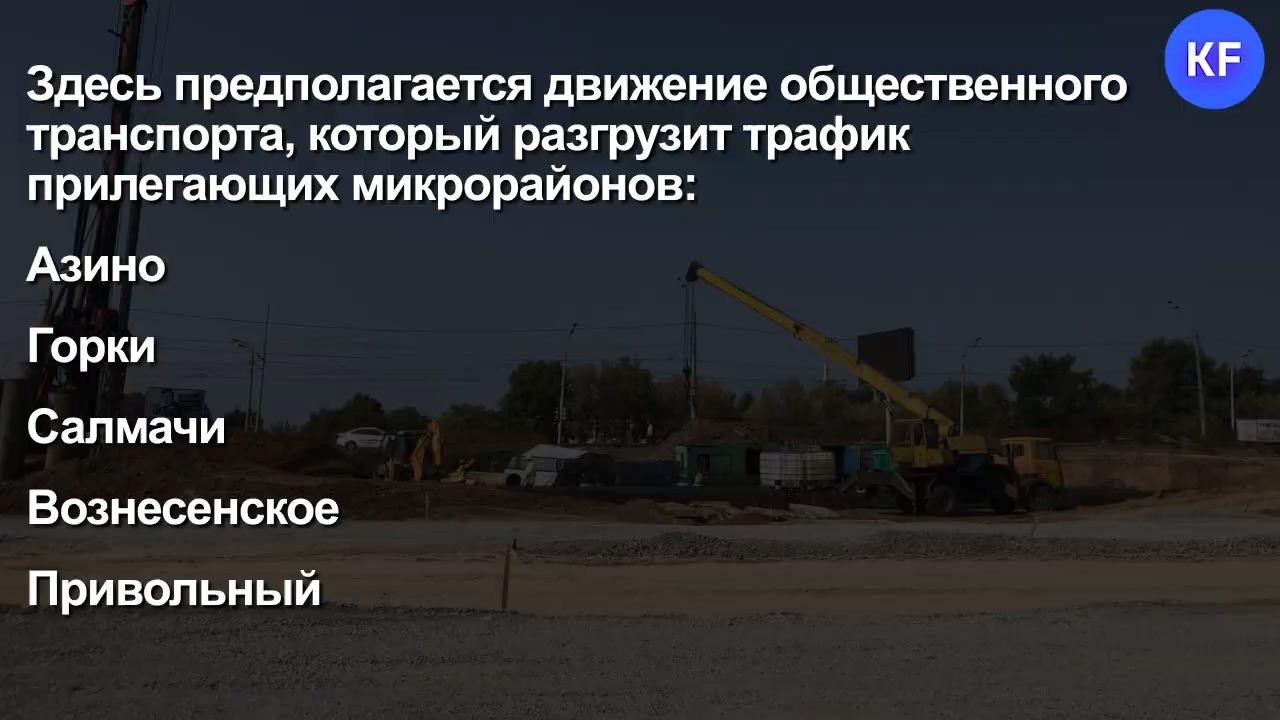 KF
Здесь предполагается движение общественного
транспорта, который разгрузит трафик
прилегающих микрорайонов:
Азино
Горки
Салмачи
Вознесенское
Привольный